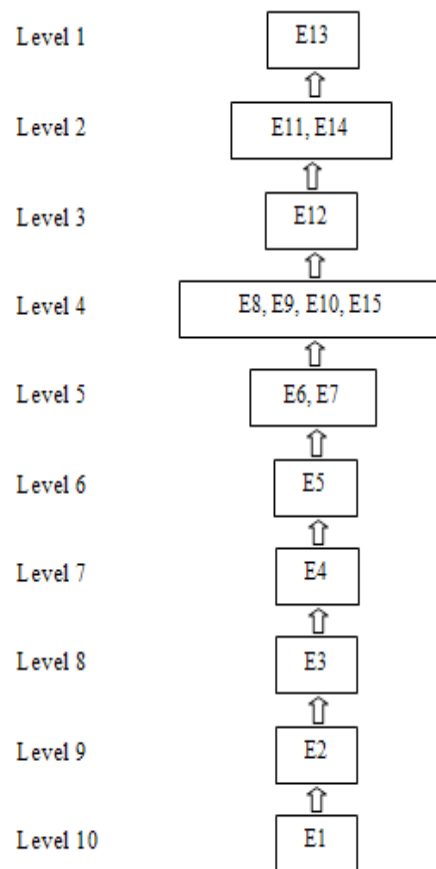 Level 1 E13
Level 2 E11, E14
Level 3 E12
Level 4 E8, E9, E10, E15
Level 5 E6, E7
Level 6 E5
Level 7 E4
Level 8 E3
Level 9 E2
Level 10 E1